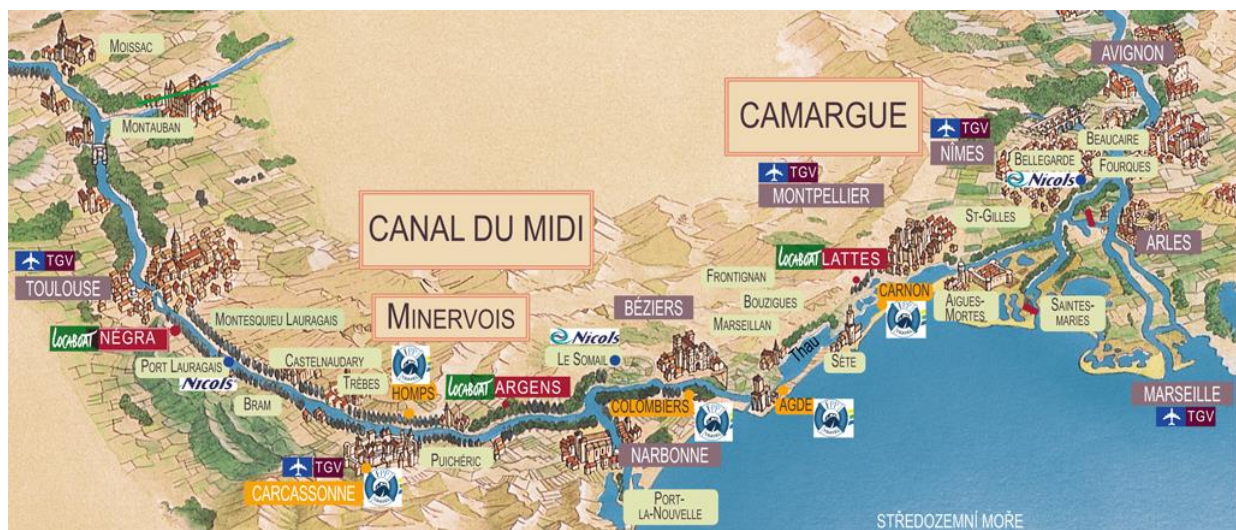 MOISSAC
AVIGNON
MONTAUBAN
CAMARGUE
TGV
NÎMES
BEAUCAIRE
BELLEGARDE
FOURQUES
Nicols
TGV
MONTPELLIER
CANAL DU MIDI
ST-GILLES
ARLES
TGV
TOULOUSE
LOCABOAT LATTES
FRONTIGNAN
CARNON
BOUZIGUES
AIGUES-
MORTES
SAINTES-
MARIES
MONTESQUIEU LAURAGAIS
MINERVOIS
BÉZIERS
MARSEILLAN
Thau
SÈTE
LOCABOAT NÉGRA
PORT LAURAGAIS
Nicols
CASTELNAUDARY
TRÈBES
HOMPS
Nicols
LE SOMAIL
LOCABOAT ARGENS
BRAM
COLOMBIERS
AGDE
MARSEILLE
TGV
PUICHÉRIC
NARBONNE
TGV
CARCASSONNE
PORT-
LA-NOUVELLE
STŘEDOZEMNÍ MOŘE